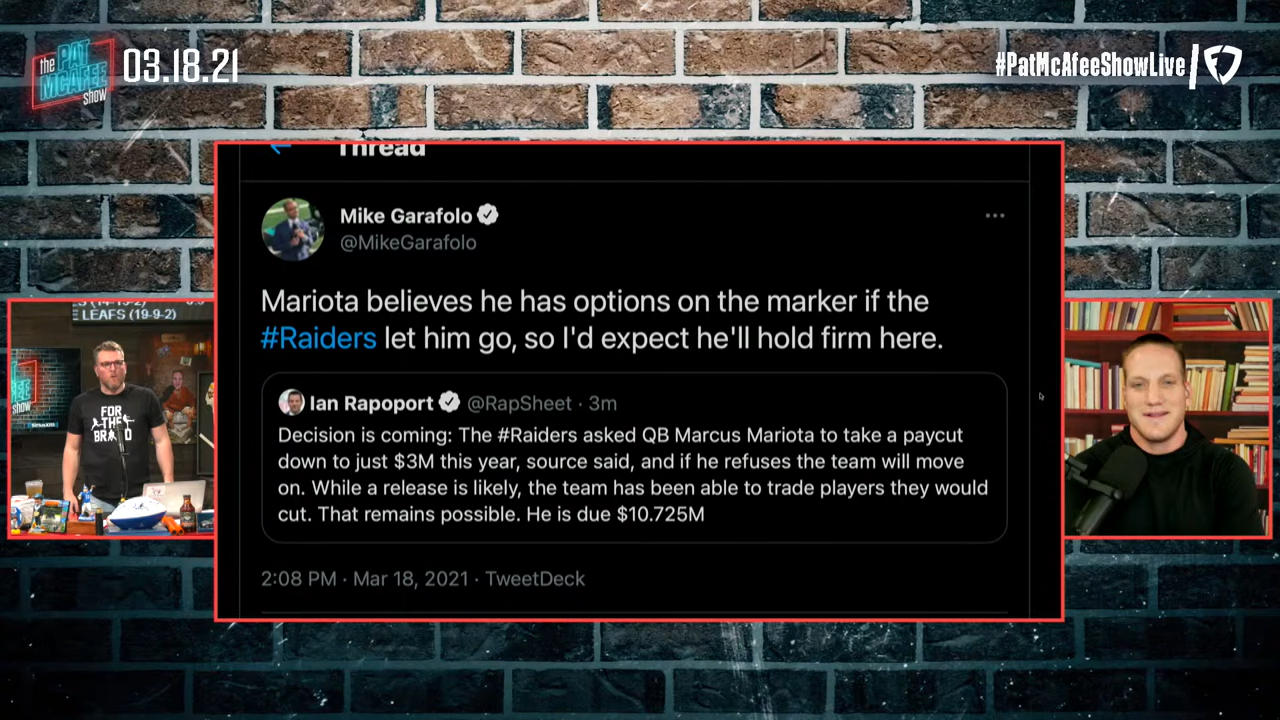 the
PAT
MCAFEE
show
03.18.21
#PatMcAfeeShowLive
Thread
Mike Garafolo
@MikeGarafolo
Mariota believes he has options on the marker if the
#Raiders let him go, so I'd expect he'll hold firm here.
Ian Rapoport @RapSheet · 3m
Decision is coming: The #Raiders asked QB Marcus Mariota to take a paycut
down to just $3M this year, source said, and if he refuses the team will move
on. While a release is likely, the team has been able to trade players they would
cut. That remains possible. He is due $10.725M
2:08 PM · Mar 18, 2021 · TweetDeck
LEAFS (19-9-2)
show
FOR
THE